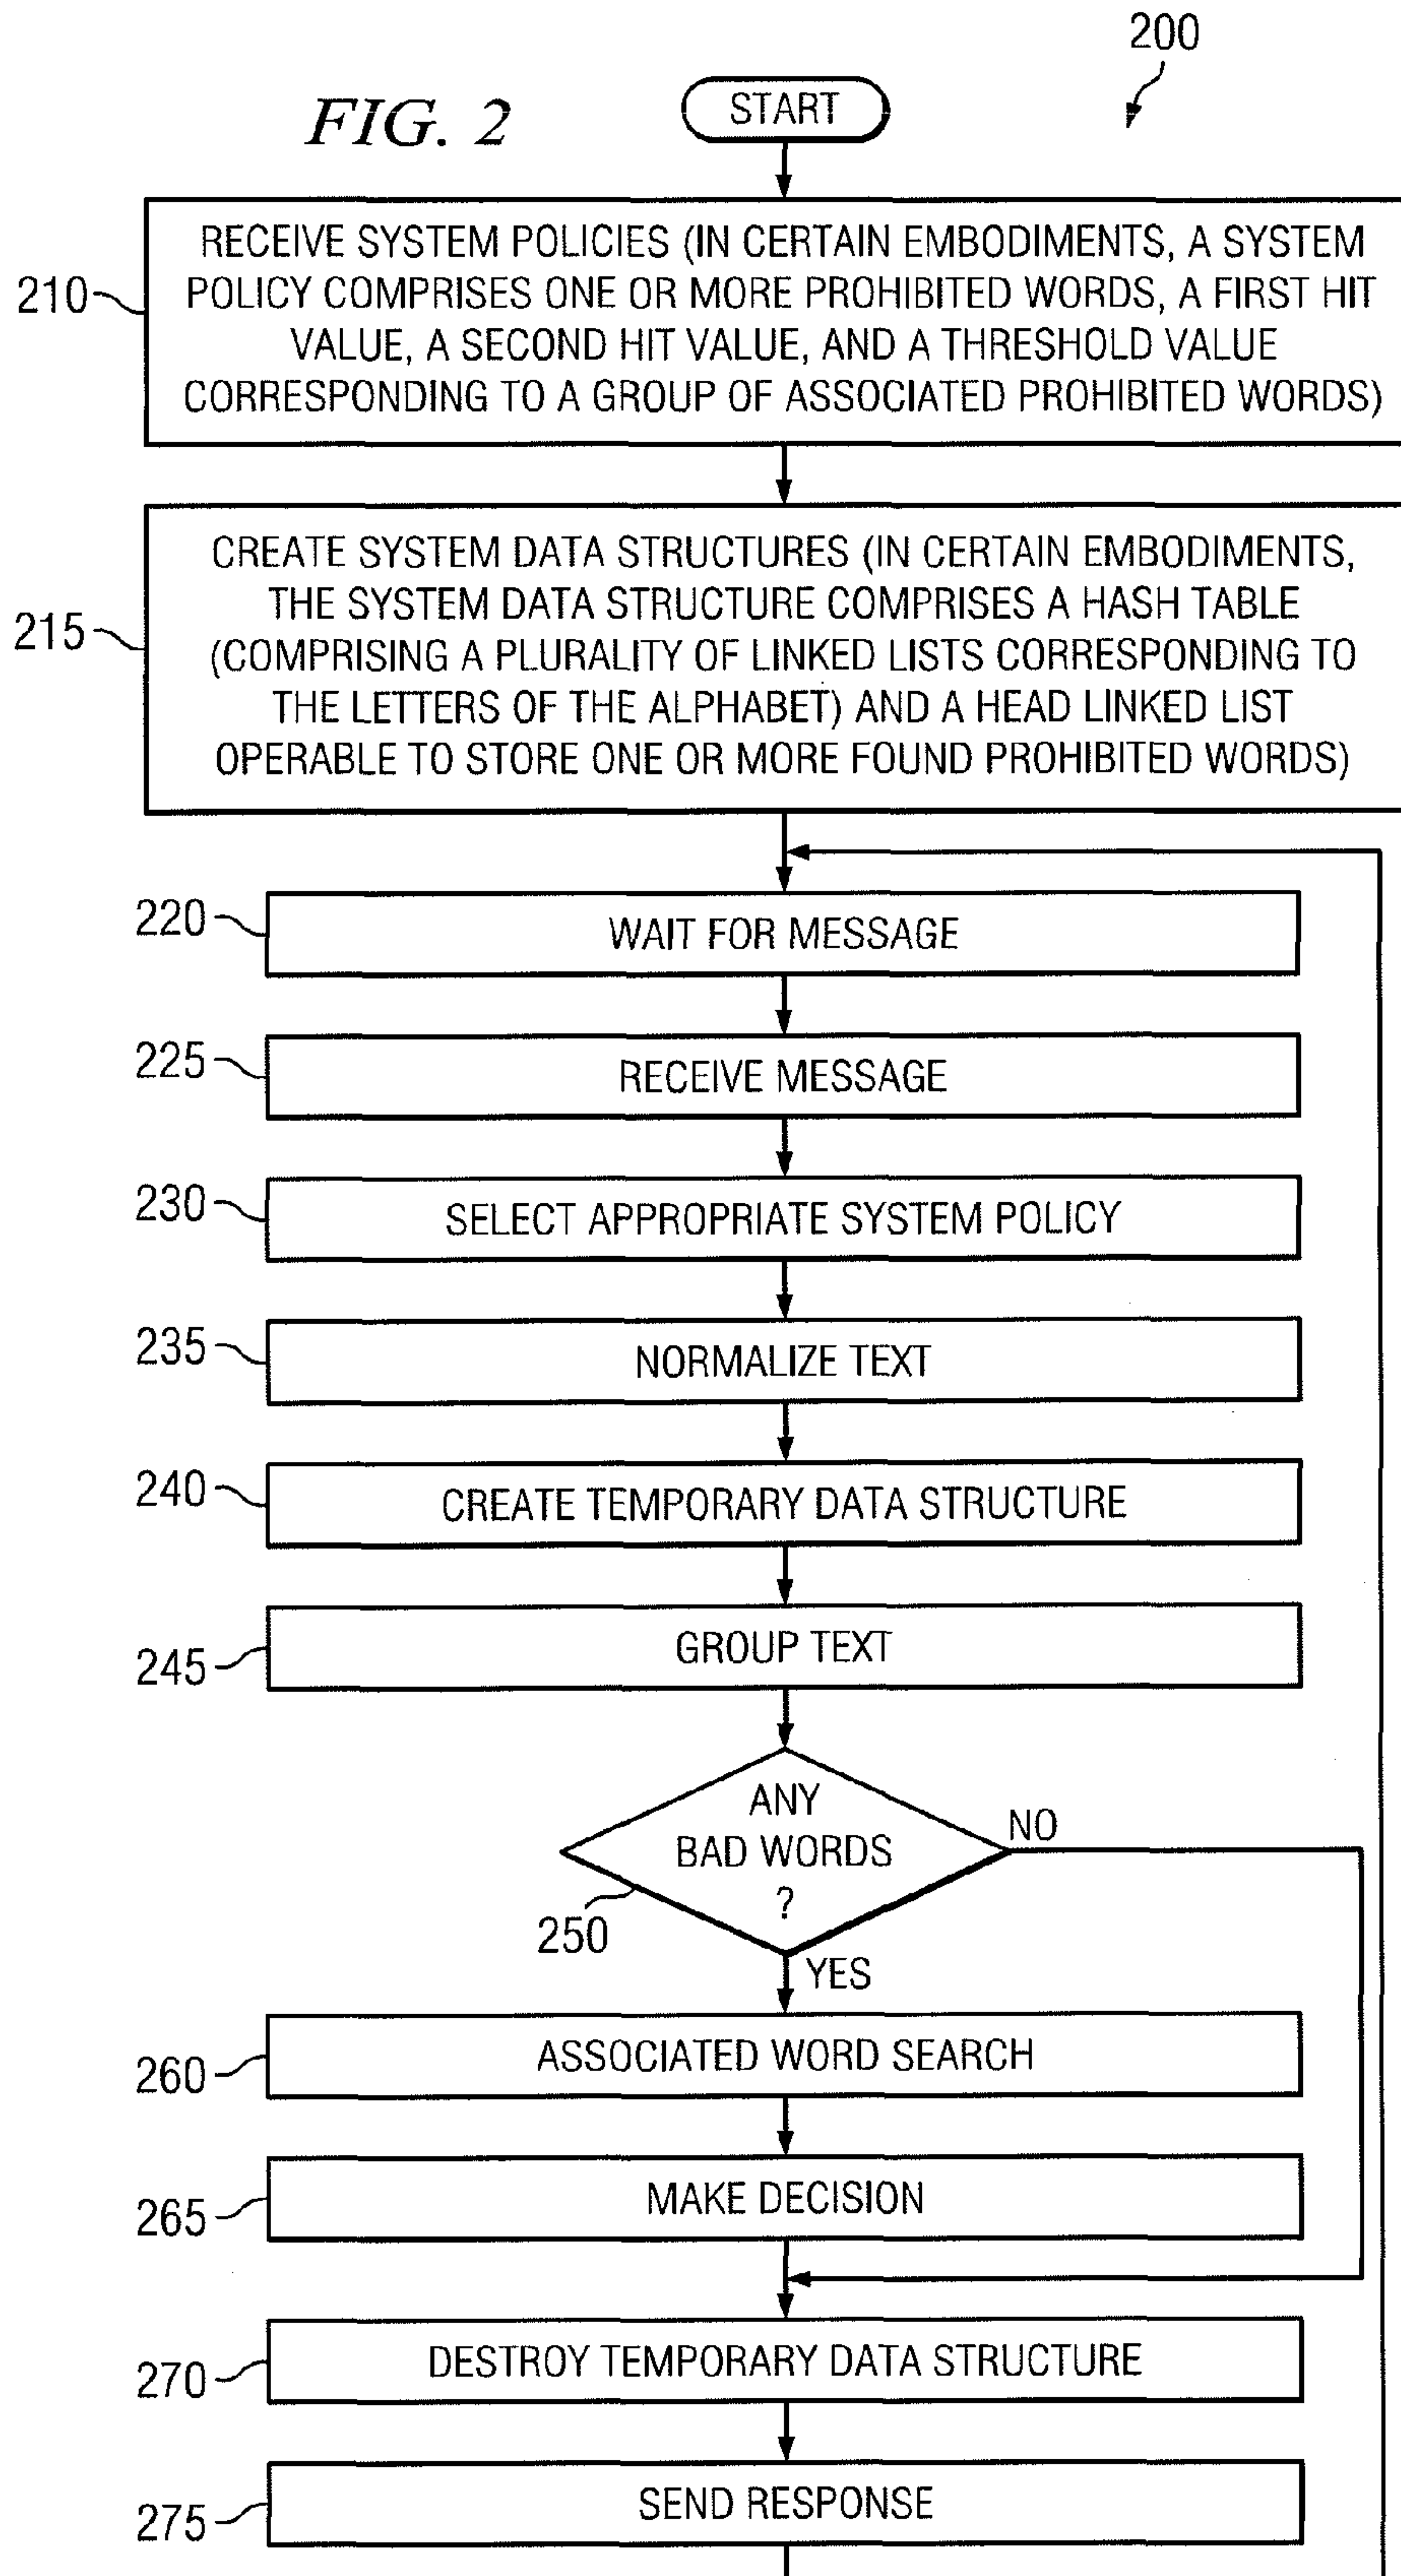 200
FIG. 2
START
210
RECEIVE SYSTEM POLICIES (IN CERTAIN EMBODIMENTS, A SYSTEM
POLICY COMPRISES ONE OR MORE PROHIBITED WORDS, A FIRST HIT
VALUE, A SECOND HIT VALUE, AND A THRESHOLD VALUE
CORRESPONDING TO A GROUP OF ASSOCIATED PROHIBITED WORDS)
215
CREATE SYSTEM DATA STRUCTURES (IN CERTAIN EMBODIMENTS,
THE SYSTEM DATA STRUCTURE COMPRISES A HASH TABLE
(COMPRISING A PLURALITY OF LINKED LISTS CORRESPONDING TO
THE LETTERS OF THE ALPHABET) AND A HEAD LINKED LIST
OPERABLE TO STORE ONE OR MORE FOUND PROHIBITED WORDS)
220
WAIT FOR MESSAGE
225
RECEIVE MESSAGE
230
SELECT APPROPRIATE SYSTEM POLICY
235
NORMALIZE TEXT
240
CREATE TEMPORARY DATA STRUCTURE
245
GROUP TEXT
ANY
BAD WORDS
?
NO
250
YES
260
ASSOCIATED WORD SEARCH
265
MAKE DECISION
270
DESTROY TEMPORARY DATA STRUCTURE
275
SEND RESPONSE